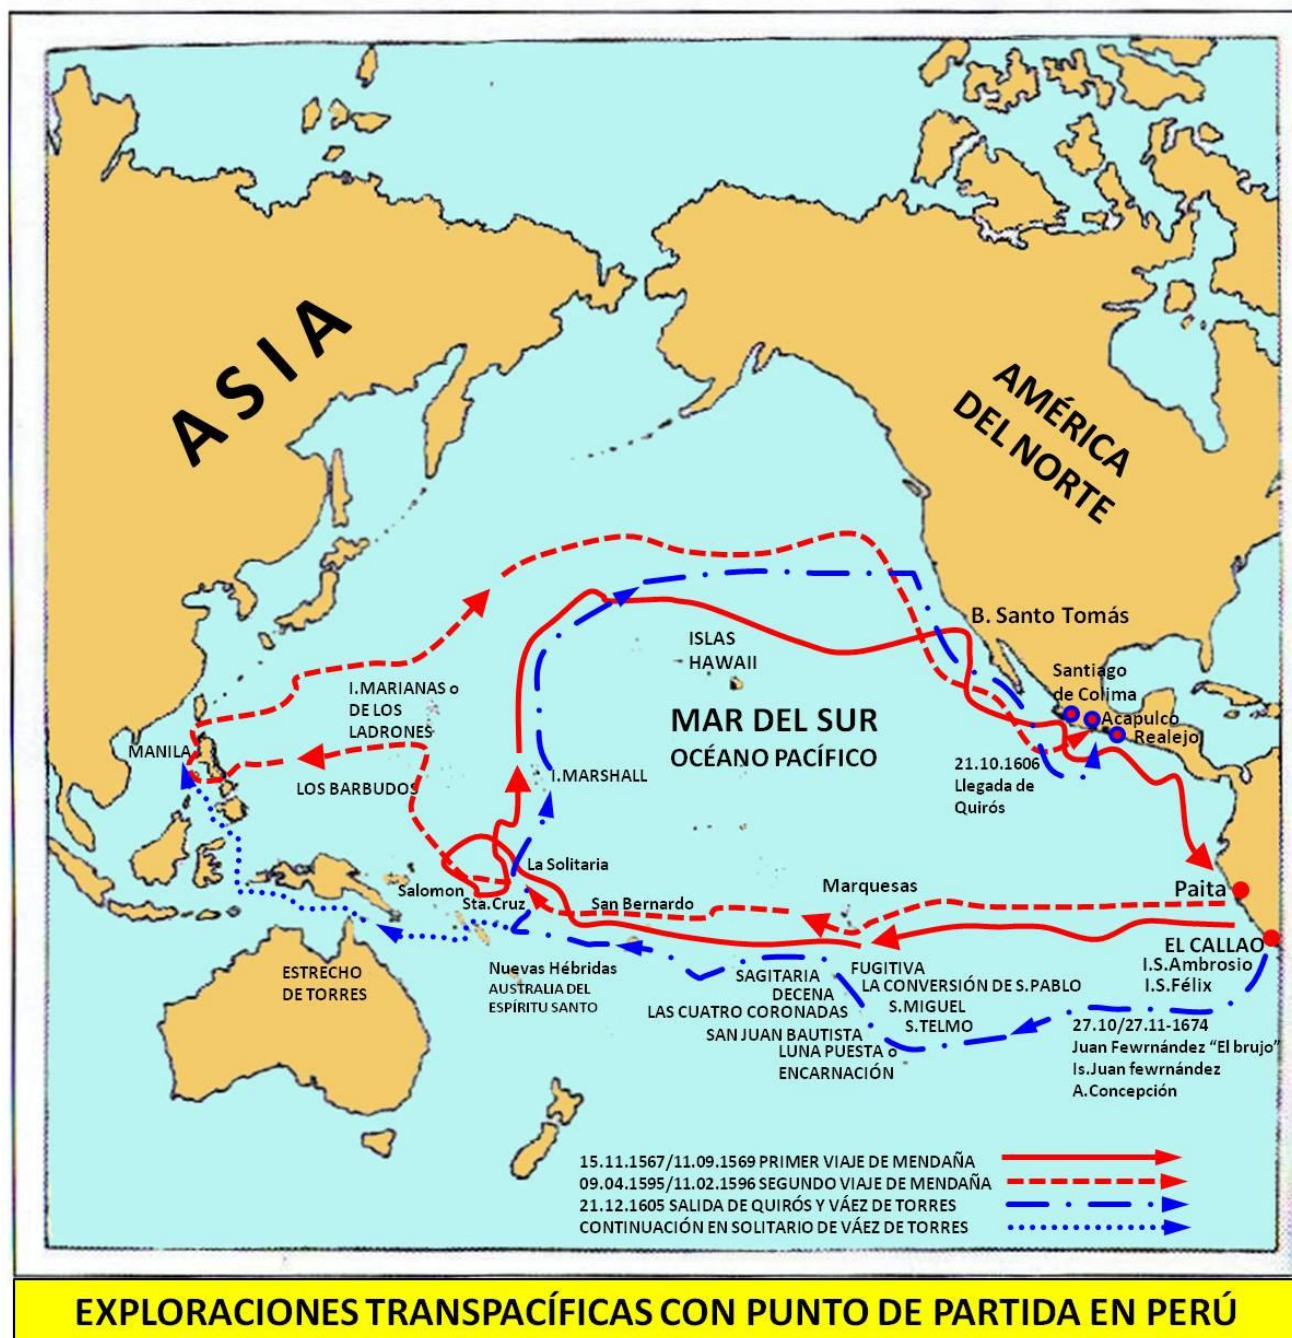 ASIA
AMÉRICA
DEL NORTE
B. Santo Tomás
ISLAS
HAWAII
Santiago
de Colima
Acapulco
Realejo
I.MARIANAS o
DE LOS
LADRONES
MAR DEL SUR
OCÉANO PACÍFICO
MANILA
I.MARSHALL
21.10.1606
Llegada de
Quirós
LOS BARBUDOS
La Solitaria
Salomon
Sta.Cruz
San Bernardo
Marquesas
Paita
EL CALLAO
I.S.Ambrosio
I.S.Félix
ESTRECHO
DE TORRES
Nuevas Hébridas
AUSTRALIA DEL
ESPÍRITU SANTO
SAGITARIA
DECENA
LAS CUATRO CORONADAS
SAN JUAN BAUTISTA
LUNA PUESTA o
ENCARNACIÓN
FUGITIVA
LA CONVERSIÓN DE S.PABLO
S.MIGUEL
S.TELMO
27.10/27.11-1674
Juan Fewrnández "El brujo"
Is.Juan fewrnández
A.Concepción
15.11.1567/11.09.1569 PRIMER VIAJE DE MENDAÑA
09.04.1595/11.02.1596 SEGUNDO VIAJE DE MENDAÑA
21.12.1605 SALIDA DE QUIRÓS Y VÁEZ DE TORRES
CONTINUACIÓN EN SOLITARIO DE VÁEZ DE TORRES
EXPLORACIONES TRANSPACÍFICAS CON PUNTO DE PARTIDA EN PERÚ